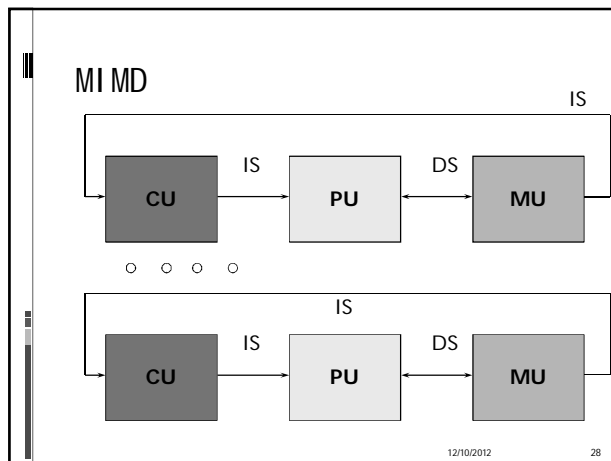 MIMD
IS
IS DS
CU PU MU
IS
IS DS
CU PU MU
12/10/2012 28